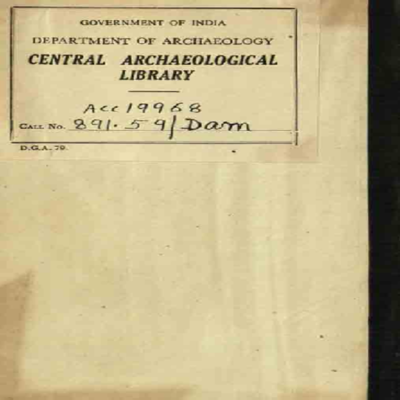 GOVERNMENT OF INDIA
DEPARTMENT OF ARCHAEOLOGY
CENTRAL ARCHAEOLOGICAL
LIBRARY
Acc 19968
CALL No. 891.59/Dam
D.G.A. 79.